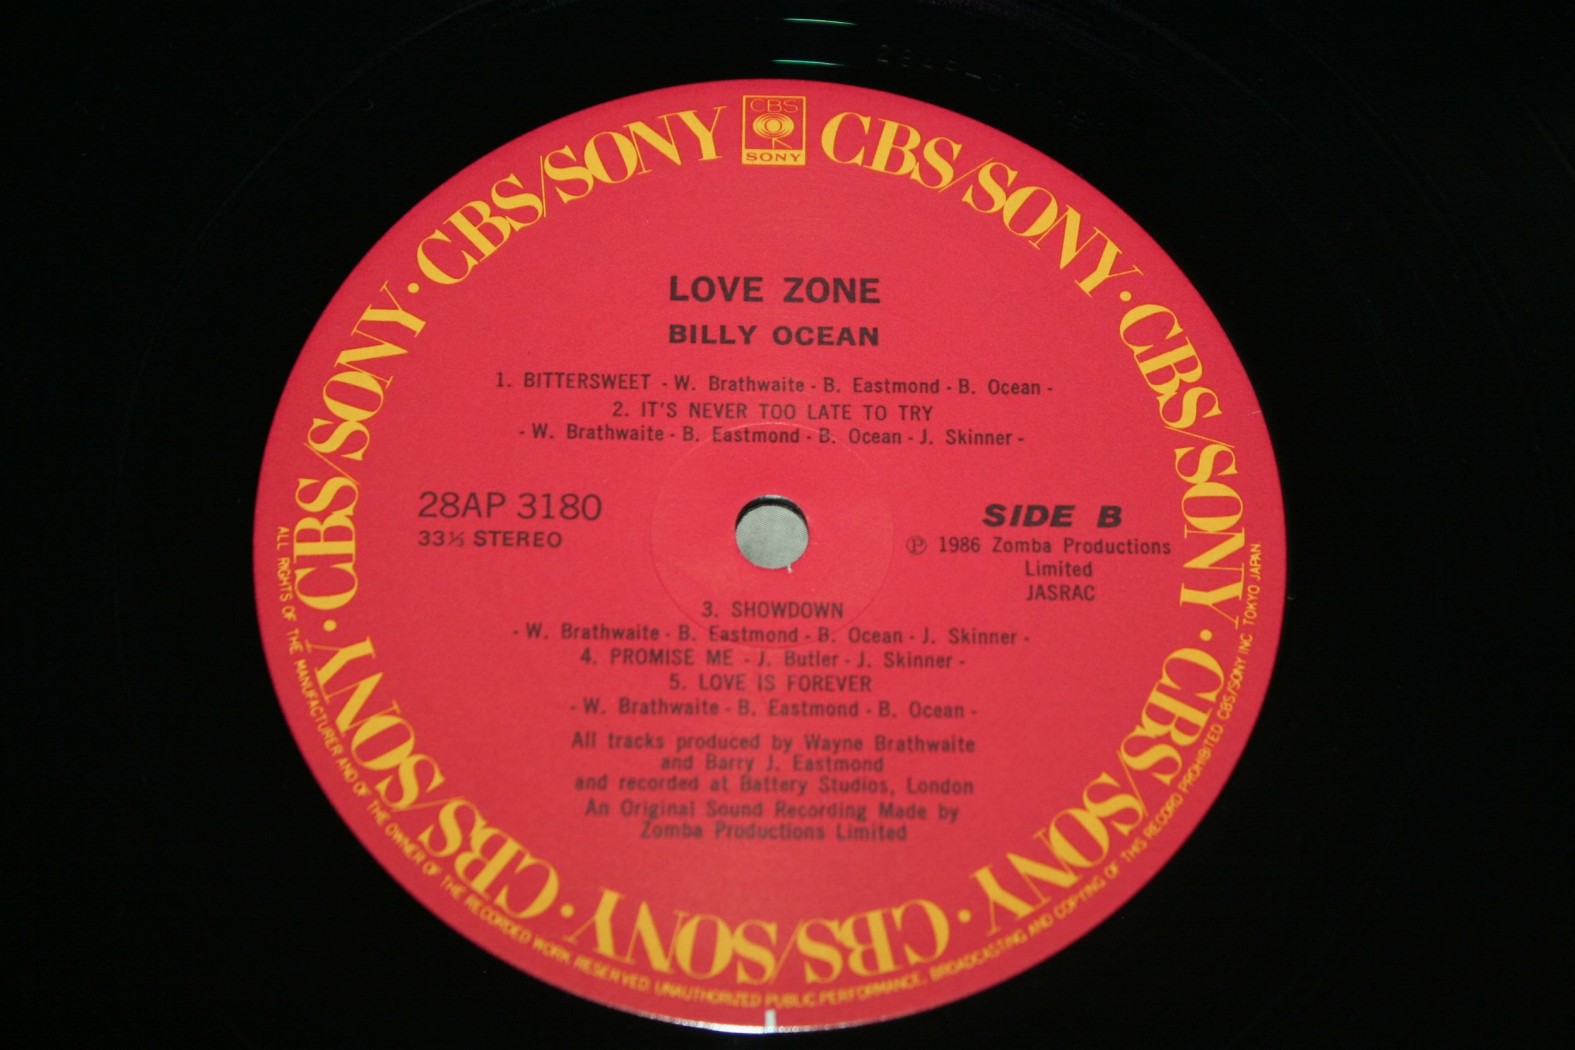 CBS
SONY
CBS/SONY · CBS/SONY · CBS/SONY · CBS/SONY · CBS/SONY · CBS/SONY · CBS/SONY · CBS/SONY
LOVE ZONE
BILLY OCEAN
1. BITTERSWEET - W. Brathwaite - B. Eastmond - B. Ocean -
2. IT'S NEVER TOO LATE TO TRY
- W. Brathwaite - B. Eastmond - B. Ocean - J. Skinner -
28AP 3180
33⅓ STEREO
SIDE B
℗ 1986 Zomba Productions
Limited
JASRAC
3. SHOWDOWN
- W. Brathwaite - B. Eastmond - B. Ocean - J. Skinner -
4. PROMISE ME - J. Butler - J. Skinner -
5. LOVE IS FOREVER
- W. Brathwaite - B. Eastmond - B. Ocean -
All tracks produced by Wayne Brathwaite
and Barry J. Eastmond
and recorded at Battery Studios, London
An Original Sound Recording Made by
Zomba Productions Limited
ALL RIGHTS OF THE MANUFACTURER AND OF THE OWNER OF THE RECORDED WORK RESERVED. UNAUTHORIZED PUBLIC PERFORMANCE, BROADCASTING AND COPYING OF THIS RECORD PROHIBITED CBS/SONY INC. TOKYO JAPAN